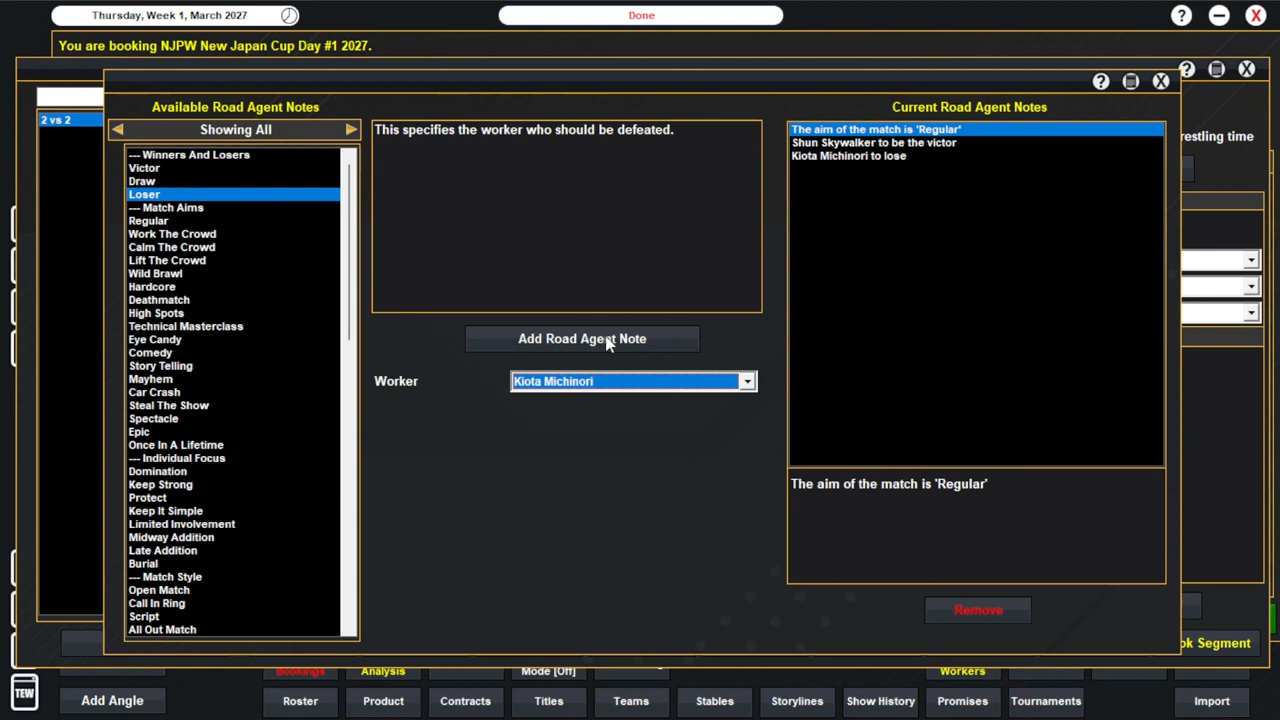 Thursday, Week 1, March 2027
Done
?
X
You are booking NJPW New Japan Cup Day #1 2027.
?
X
?
X
Available Road Agent Notes
Current Road Agent Notes
Showing All
2 vs 2
restling time
This specifies the worker who should be defeated.
--- Winners And Losers
Victor
Draw
Loser
--- Match Aims
Regular
Work The Crowd
Calm The Crowd
Lift The Crowd
Wild Brawl
Hardcore
Deathmatch
High Spots
Technical Masterclass
Eye Candy
Comedy
Story Telling
Mayhem
Car Crash
Steal The Show
Spectacle
Epic
Once In A Lifetime
--- Individual Focus
Domination
Keep Strong
Protect
Keep It Simple
Limited Involvement
Midway Addition
Late Addition
Burial
--- Match Style
Open Match
Call In Ring
Script
All Out Match
Add Road Agent Note
Worker
Kiota Michinori
The aim of the match is 'Regular'
Shun Skywalker to be the victor
Kiota Michinori to lose
The aim of the match is 'Regular'
Remove
ok Segment
Bookings
Analysis
Mode [Off]
Workers
TEW
Add Angle
Roster
Product
Contracts
Titles
Teams
Stables
Storylines
Show History
Promises
Tournaments
Import